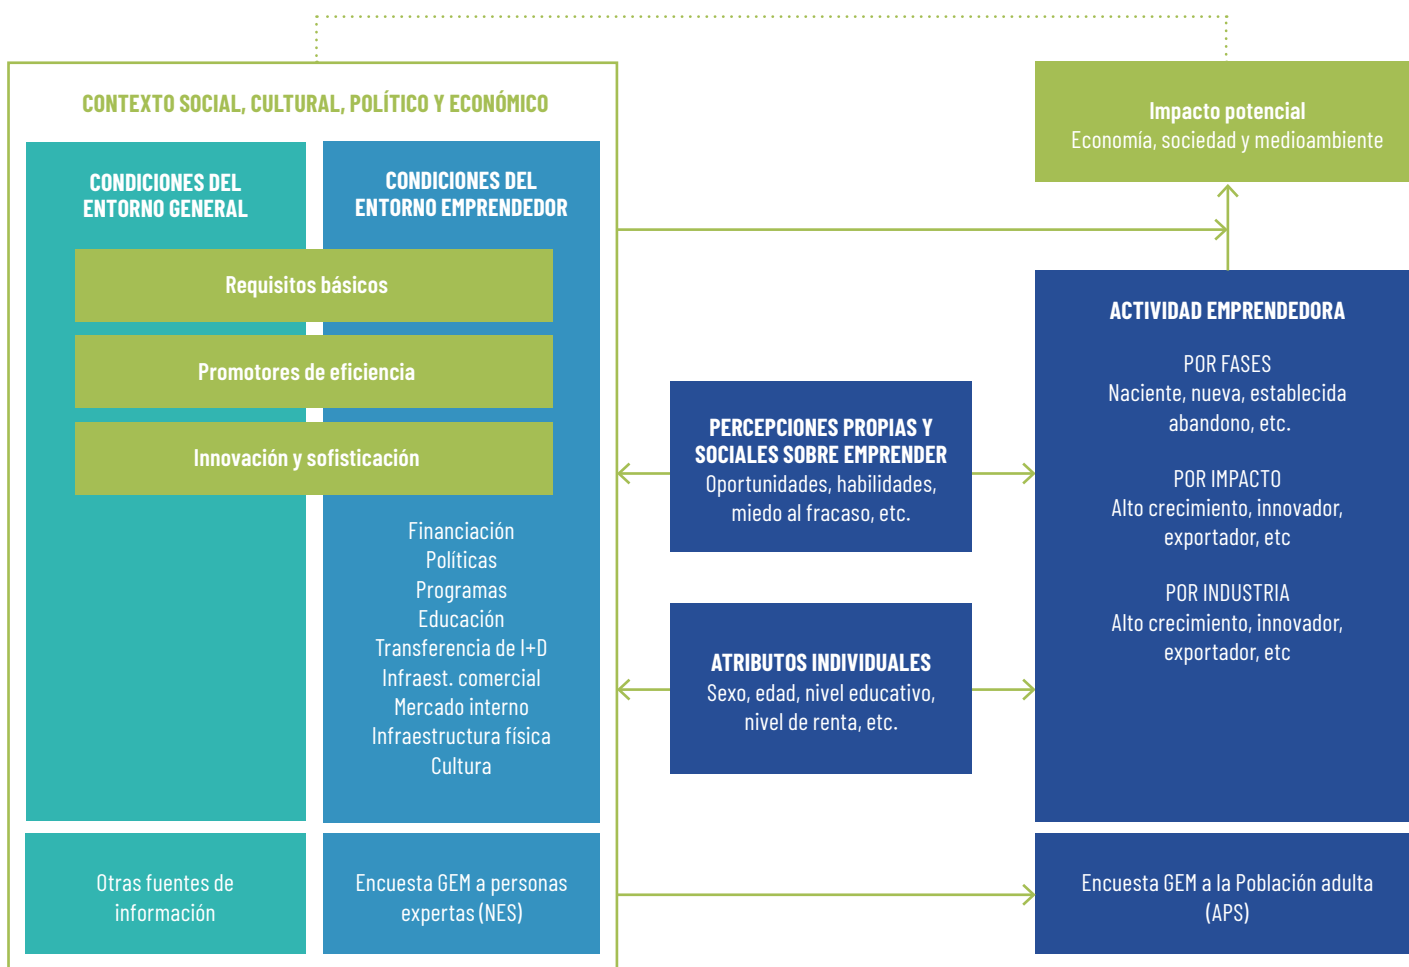 CONTEXTO SOCIAL, CULTURAL, POLÍTICO Y ECONÓMICO
CONDICIONES DEL
ENTORNO GENERAL
CONDICIONES DEL
ENTORNO EMPRENDEDOR
Requisitos básicos
Promotores de eficiencia
Innovación y sofisticación
Financiación
Políticas
Programas
Educación
Transferencia de I+D
Infraest. comercial
Mercado interno
Infraestructura física
Cultura
Otras fuentes de
información
Encuesta GEM a personas
expertas (NES)
PERCEPCIONES PROPIAS Y
SOCIALES SOBRE EMPRENDER
Oportunidades, habilidades,
miedo al fracaso, etc.
ATRIBUTOS INDIVIDUALES
Sexo, edad, nivel educativo,
nivel de renta, etc.
Impacto potencial
Economía, sociedad y medioambiente
ACTIVIDAD EMPRENDEDORA
POR FASES
Naciente, nueva, establecida
abandono, etc.
POR IMPACTO
Alto crecimiento, innovador,
exportador, etc
POR INDUSTRIA
Alto crecimiento, innovador,
exportador, etc
Encuesta GEM a la Población adulta
(APS)